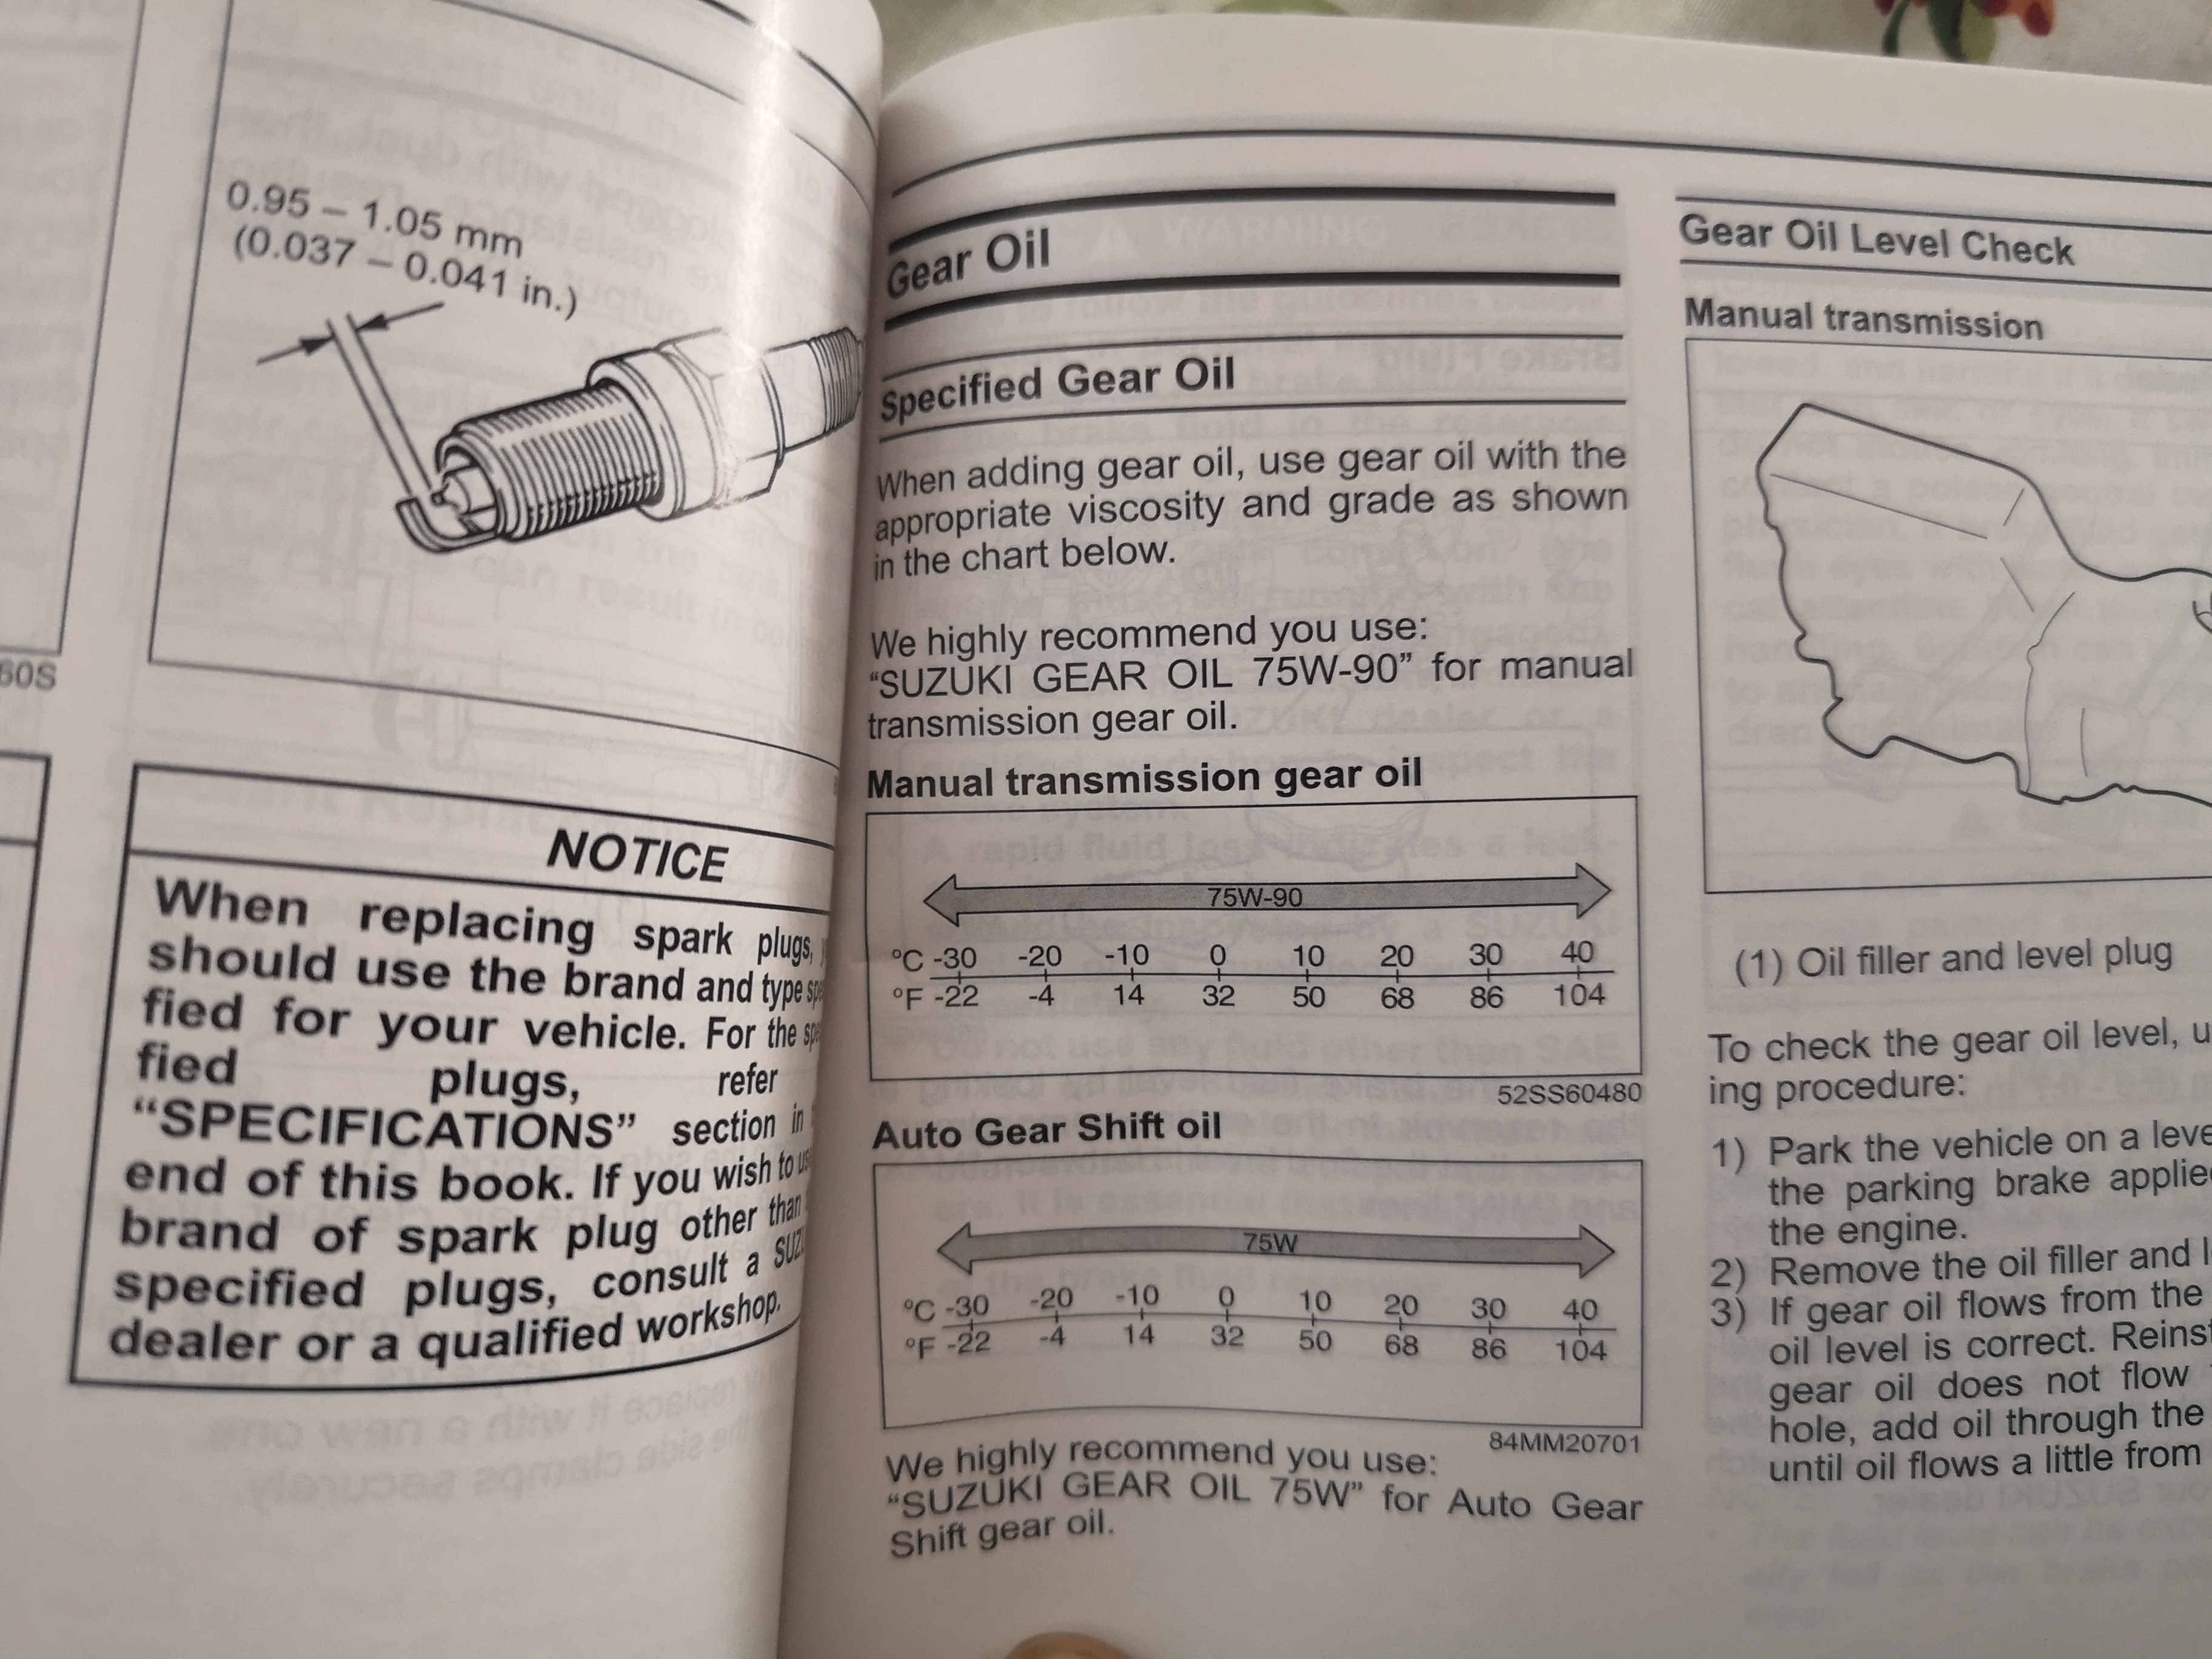 60S
0.95 – 1.05 mm
(0.037 – 0.041 in.)
NOTICE
When replacing spark plugs,
should use the brand and type
fied for your vehicle. For the
fied plugs, refer
“SPECIFICATIONS” section in
end of this book. If you wish to
brand of spark plug other than
specified plugs, consult a
dealer or a qualified workshop.
Gear Oil
Specified Gear Oil
When adding gear oil, use gear oil with the
appropriate viscosity and grade as shown
in the chart below.
We highly recommend you use:
“SUZUKI GEAR OIL 75W-90” for manual
transmission gear oil.
Manual transmission gear oil
75W-90
°C -30 -20 -10 0 10 20 30 40
°F -22 -4 14 32 50 68 86 104
52SS60480
Auto Gear Shift oil
75W
°C -30 -20 -10 0 10 20 30 40
°F -22 -4 14 32 50 68 86 104
84MM20701
We highly recommend you use:
“SUZUKI GEAR OIL 75W” for Auto Gear
Shift gear oil.
Gear Oil Level Check
Manual transmission
(1) Oil filler and level plug
To check the gear oil level,
ing procedure:
1) Park the vehicle on a
the parking brake
the engine.
2) Remove the oil filler and
3) If gear oil flows from the
oil level is correct.
gear oil does not flow
hole, add oil through the
until oil flows a little from